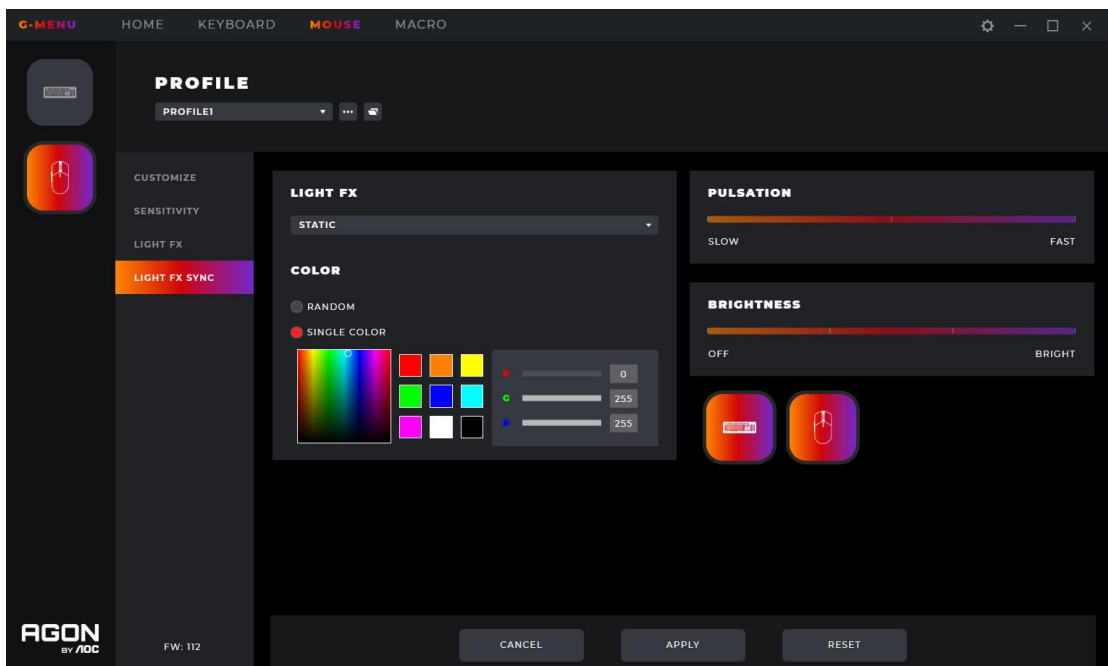 G-MENU HOME KEYBOARD MOUSE MACRO
PROFILE
PROFILE1
CUSTOMIZE
SENSITIVITY
LIGHT FX
LIGHT FX SYNC
LIGHT FX
STATIC
COLOR
RANDOM
SINGLE COLOR
R 0
G 255
B 255
PULSATION
SLOW FAST
BRIGHTNESS
OFF BRIGHT
AGON
BY AOC
FW: 112
CANCEL APPLY RESET